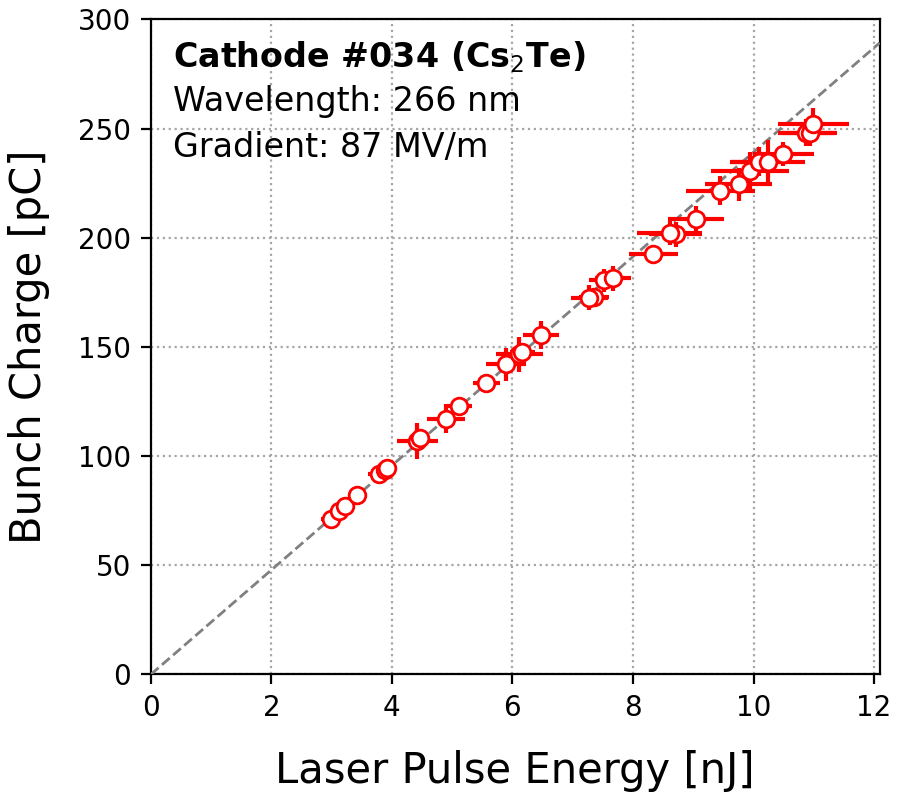 Cathode #034 (Cs₂Te)
Wavelength: 266 nm
Gradient: 87 MV/m
Bunch Charge [pC]
300
250
200
150
100
50
0
0 2 4 6 8 10 12
Laser Pulse Energy [nJ]